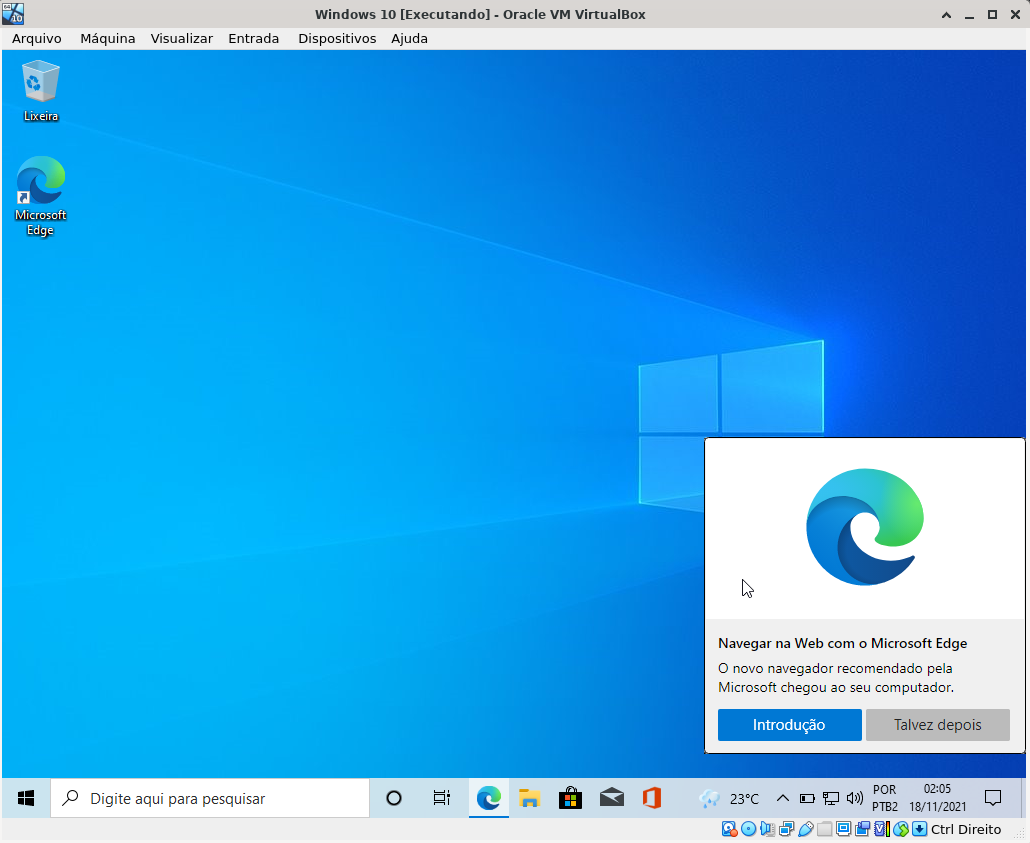 Windows 10 [Executando] - Oracle VM VirtualBox
Arquivo Máquina Visualizar Entrada Dispositivos Ajuda
Lixeira
Microsoft
Edge
Navegar na Web com o Microsoft Edge
O novo navegador recomendado pela
Microsoft chegou ao seu computador.
Introdução Talvez depois
Digite aqui para pesquisar
23°C
POR
PTB2
02:05
18/11/2021
Ctrl Direito